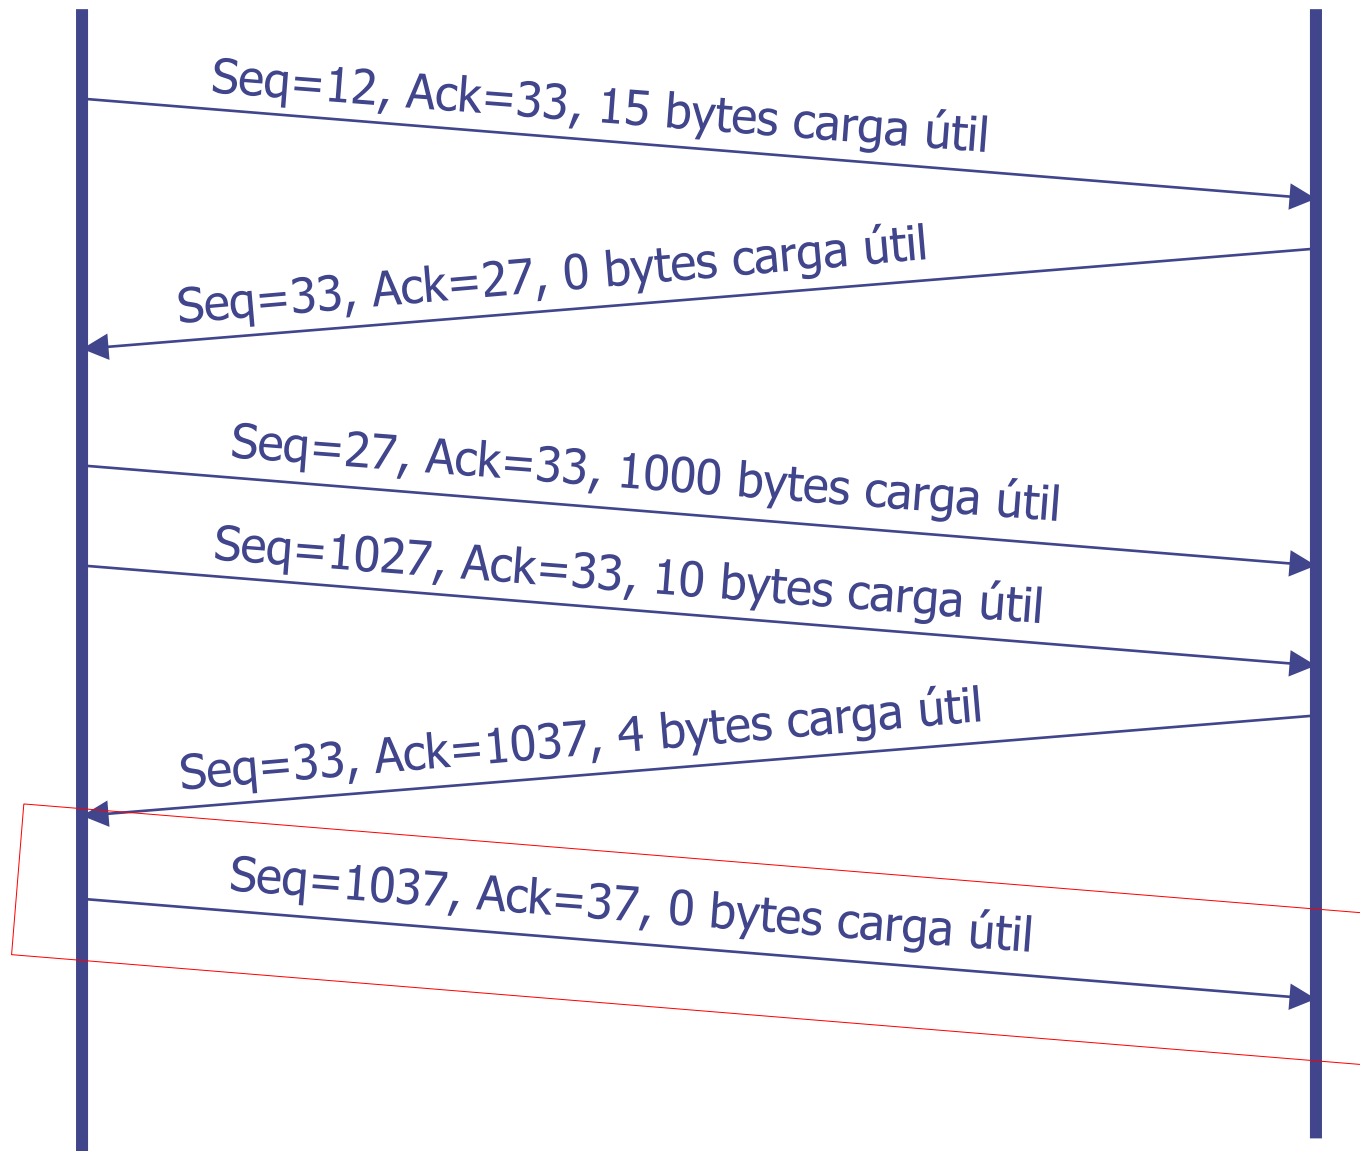 Seq=12, Ack=33, 15 bytes carga útil
Seq=33, Ack=27, 0 bytes carga útil
Seq=27, Ack=33, 1000 bytes carga útil
Seq=1027, Ack=33, 10 bytes carga útil
Seq=33, Ack=1037, 4 bytes carga útil
Seq=1037, Ack=37, 0 bytes carga útil